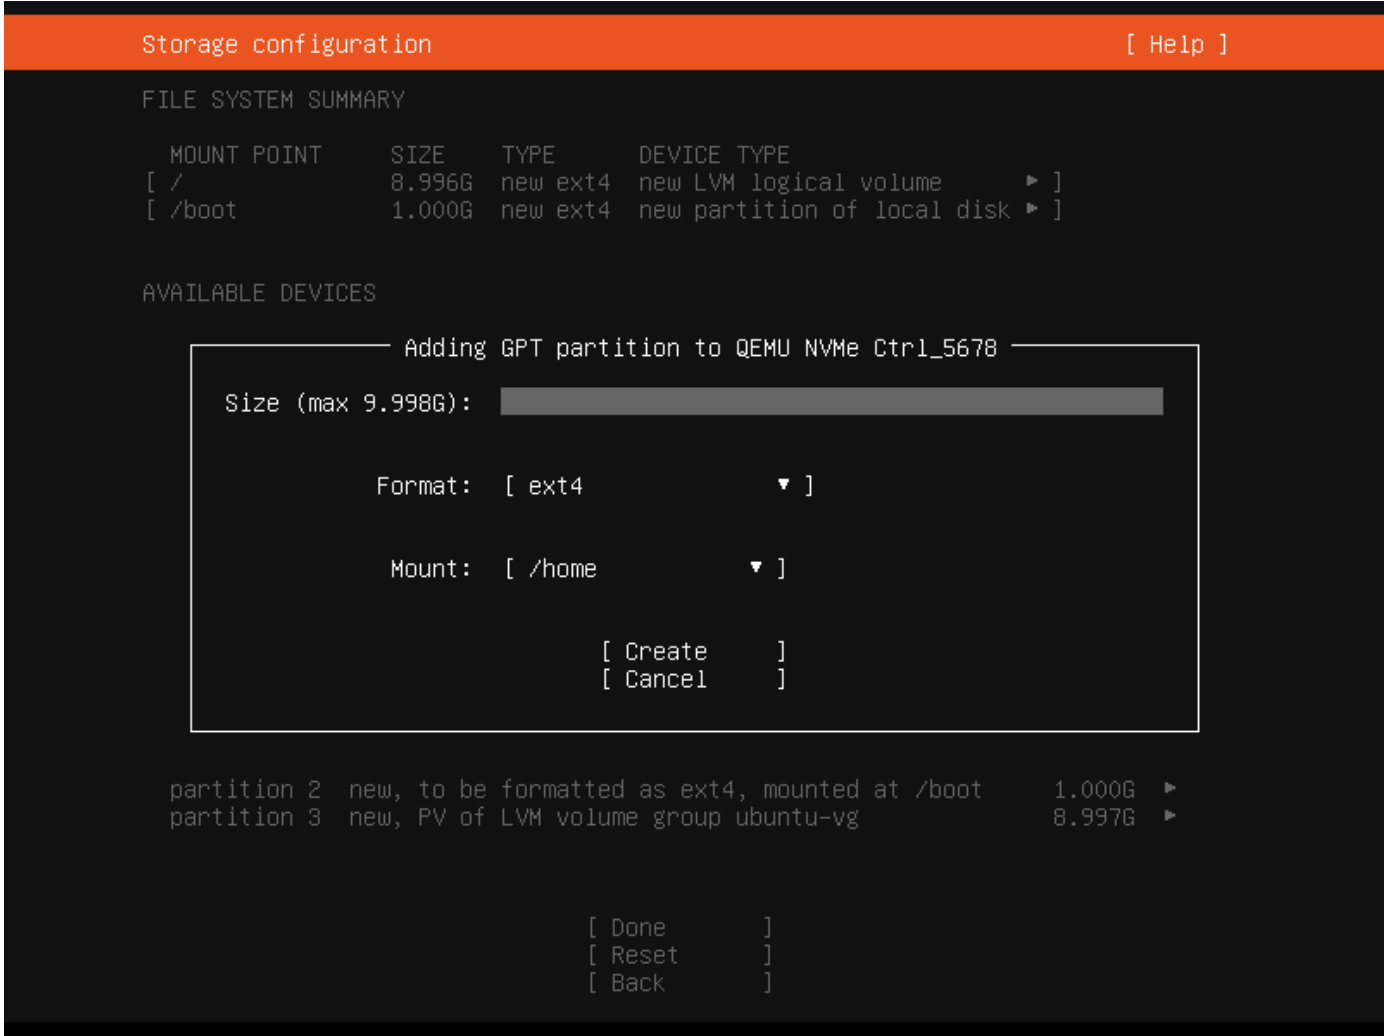 Storage configuration [ Help ]
FILE SYSTEM SUMMARY
MOUNT POINT SIZE TYPE DEVICE TYPE
[ / 8.996G new ext4 new LVM logical volume ▸ ]
[ /boot 1.000G new ext4 new partition of local disk ▸ ]
AVAILABLE DEVICES
Adding GPT partition to QEMU NVMe Ctrl_5678
Size (max 9.998G):
Format: [ ext4 ▾ ]
Mount: [ /home ▾ ]
[ Create ]
[ Cancel ]
partition 2 new, to be formatted as ext4, mounted at /boot 1.000G ▸
partition 3 new, PV of LVM volume group ubuntu-vg 8.997G ▸
[ Done ]
[ Reset ]
[ Back ]